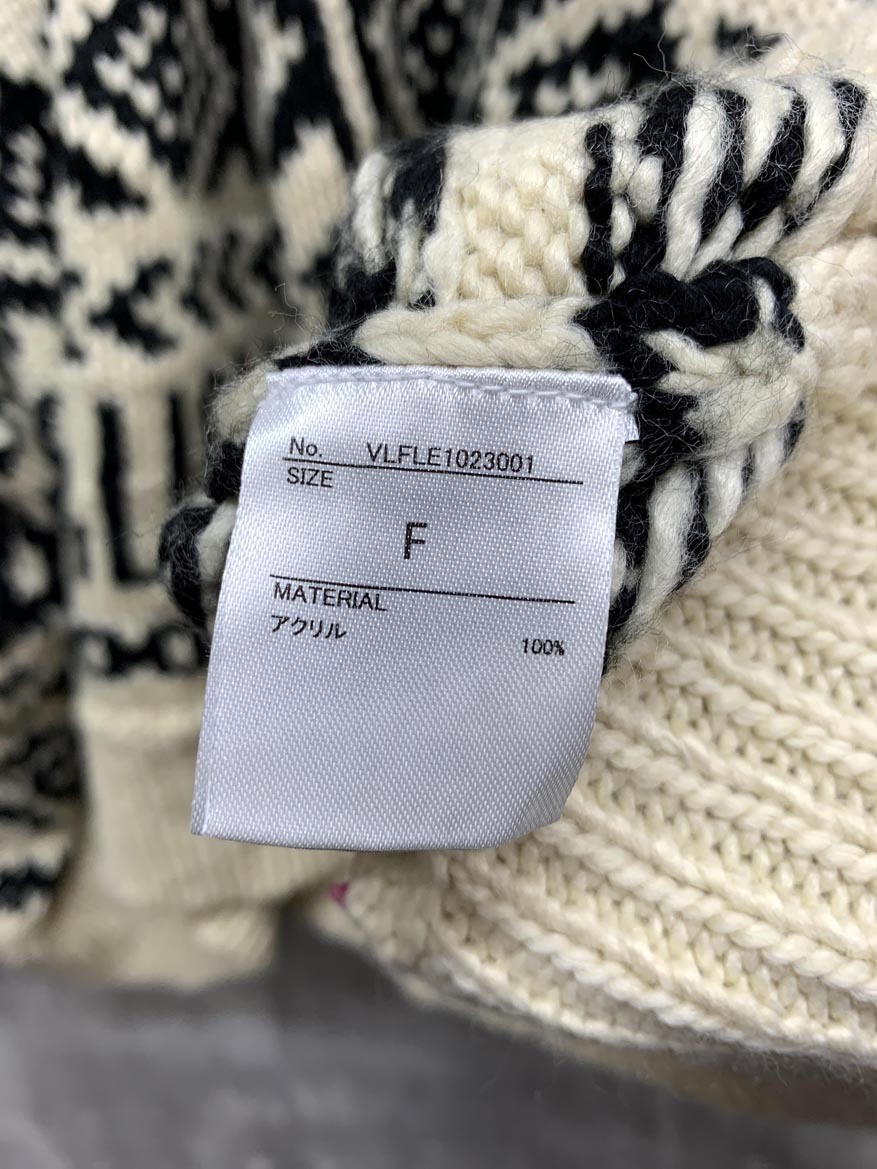 No. VLFLE1023001
SIZE
F
MATERIAL
アクリル 100%